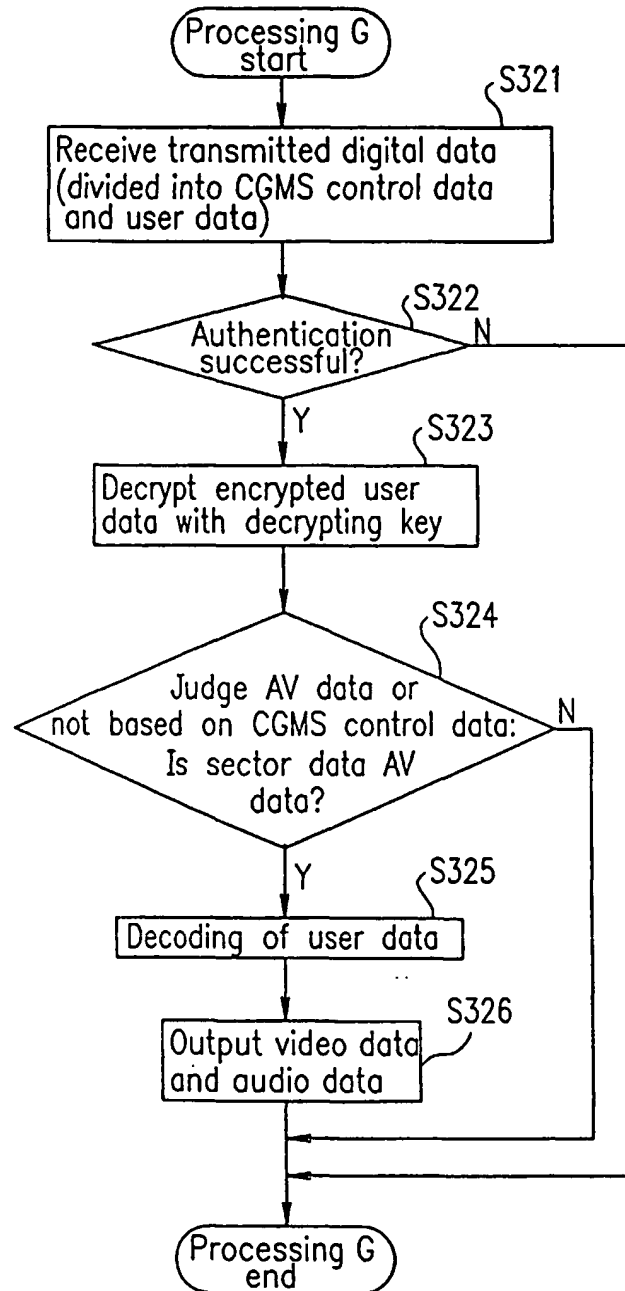 Processing G
start
S321
Receive transmitted digital data
(divided into CGMS control data
and user data)
S322
Authentication
successful?
N
Y
S323
Decrypt encrypted user
data with decrypting key
S324
Judge AV data or
not based on CGMS control data:
Is sector data AV
data?
N
Y
S325
Decoding of user data
S326
Output video data
and audio data
Processing G
end